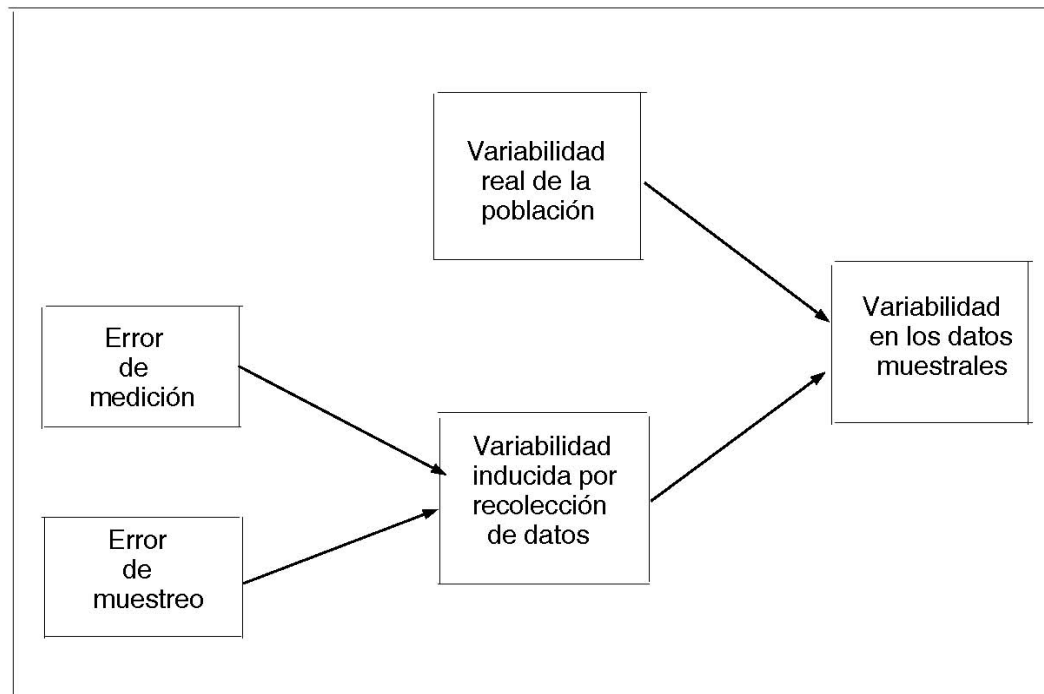 Variabilidad
real de la
población
Variabilidad
en los datos
muestrales
Error
de
medición
Variabilidad
inducida por
recolección
de datos
Error
de
muestreo